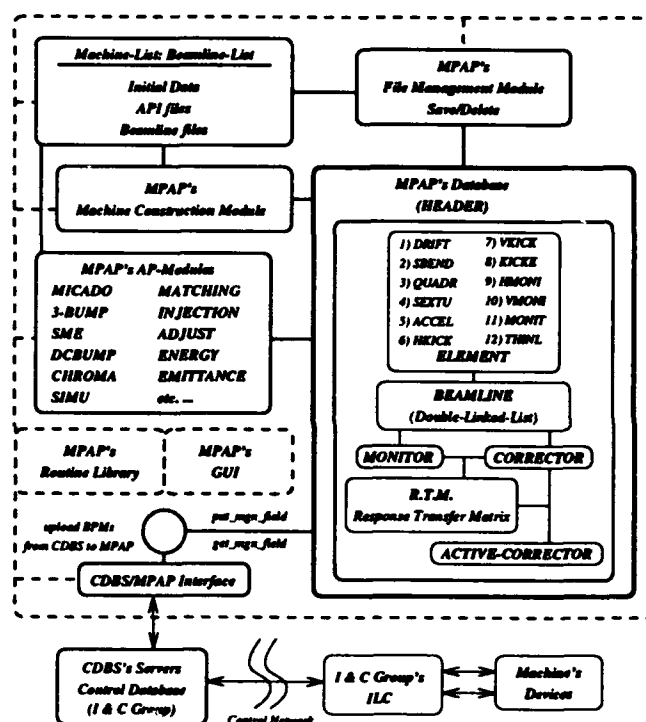 Machine-List: Beamline-List
Initial Data
API files
Beamline files
MPAP's
File Management Module
Save/Delete
MPAP's
Machine Construction Module
MPAP's Database
(HEADER)
1) DRIFT 7) VKICK
2) SBEND 8) KICKE
3) QUADR 9) HMONI
4) SEXTU 10) VMONI
5) ACCEL 11) MONIT
6) HKICK 12) THINL
ELEMENT
MPAP's AP-Modules
MICADO MATCHING
3-BUMP INJECTION
SME ADJUST
DCBUMP ENERGY
CHROMA EMITTANCE
SIMU etc. ...
BEAMLINE
(Double-Linked-List)
MONITOR CORRECTOR
R.T.M.
Response Transfer Matrix
ACTIVE-CORRECTOR
MPAP's
Routine Library
MPAP's
GUI
upload BPMs
from CDBS to MPAP
put_mgn_field
get_mgn_field
CDBS/MPAP Interface
CDBS's Servers
Control Database
(I & C Group)
Control Network
I & C Group's
ILC
Machine's
Devices